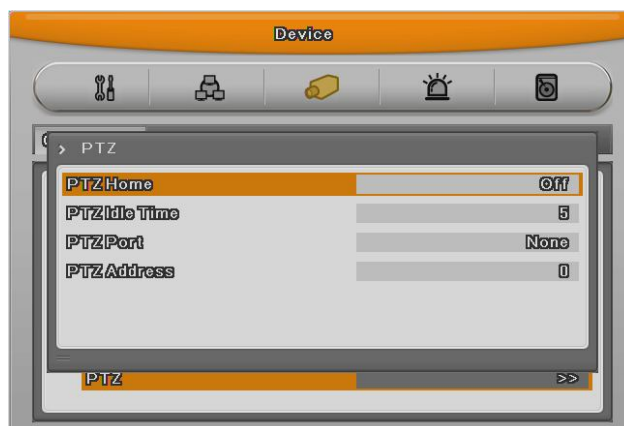 Device
> PTZ
PTZ Home Off
PTZ Idle Time 5
PTZ Port None
PTZ Address 0
PTZ >>